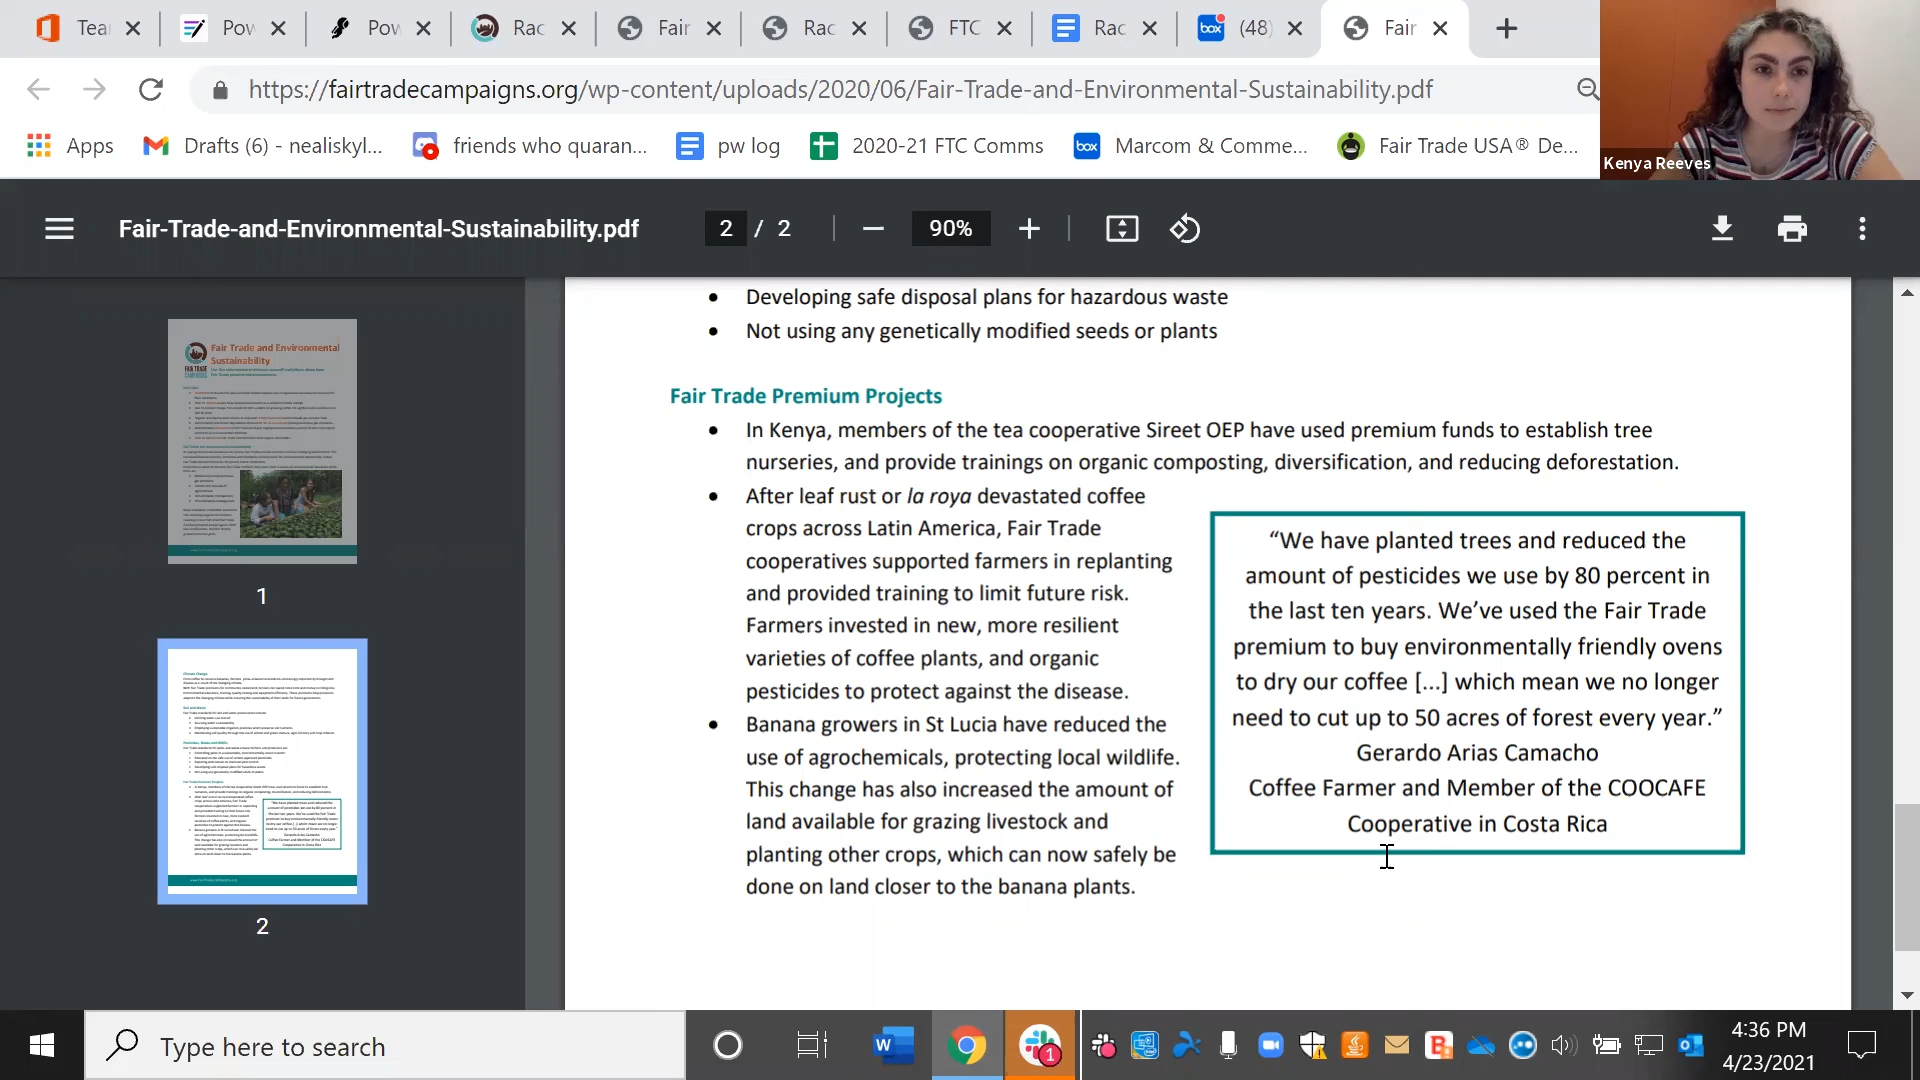 Tea
Pow
Pow
Rac
Fair
Rac
FTC
Rac
(48)
Fair
https://fairtradecampaigns.org/wp-content/uploads/2020/06/Fair-Trade-and-Environmental-Sustainability.pdf
Apps
Drafts (6) - nealiskyl...
friends who quaran...
pw log
2020-21 FTC Comms
box
Marcom & Comme...
Fair Trade USA® De...
Kenya Reeves
Fair-Trade-and-Environmental-Sustainability.pdf
2 / 2
90%
Fair Trade and Environmental
Sustainability
1
2
• Developing safe disposal plans for hazardous waste
• Not using any genetically modified seeds or plants
Fair Trade Premium Projects
• In Kenya, members of the tea cooperative Sireet OEP have used premium funds to establish tree
nurseries, and provide trainings on organic composting, diversification, and reducing deforestation.
• After leaf rust or la roya devastated coffee
crops across Latin America, Fair Trade
cooperatives supported farmers in replanting
and provided training to limit future risk.
Farmers invested in new, more resilient
varieties of coffee plants, and organic
pesticides to protect against the disease.
• Banana growers in St Lucia have reduced the
use of agrochemicals, protecting local wildlife.
This change has also increased the amount of
land available for grazing livestock and
planting other crops, which can now safely be
done on land closer to the banana plants.
“We have planted trees and reduced the
amount of pesticides we use by 80 percent in
the last ten years. We’ve used the Fair Trade
premium to buy environmentally friendly ovens
to dry our coffee [...] which mean we no longer
need to cut up to 50 acres of forest every year.”
Gerardo Arias Camacho
Coffee Farmer and Member of the COOCAFE
Cooperative in Costa Rica
Type here to search
4:36 PM
4/23/2021